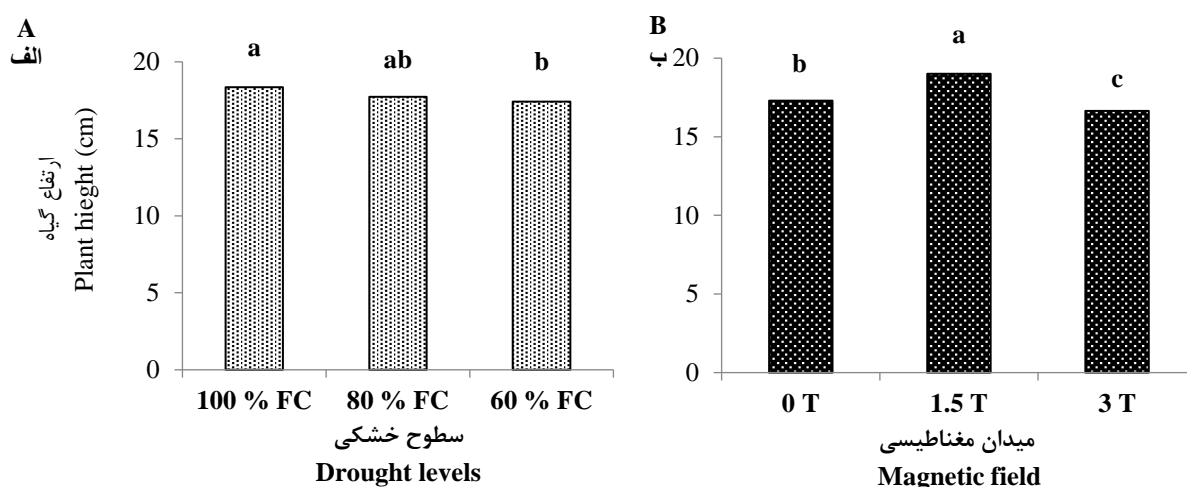 A
الف
ارتفاع گیاه
Plant hieght (cm)
20
15
10
5
0
a
ab
b
100 % FC
80 % FC
60 % FC
سطوح خشکی
Drought levels
B
ب
20
15
10
5
0
b
a
c
0 T
1.5 T
3 T
میدان مغناطیسی
Magnetic field